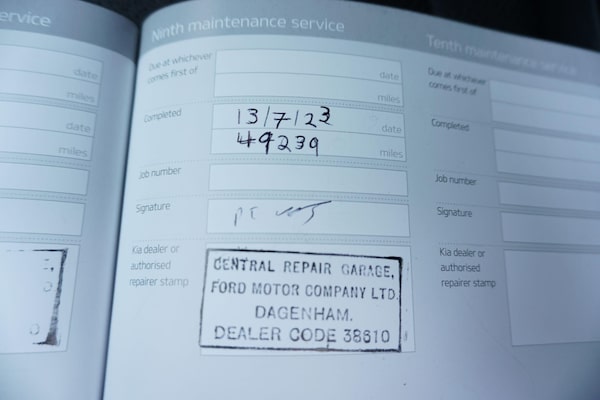 ervice
date
miles
date
miles
Ninth maintenance service
Due at whichever
comes first of
date
miles
Completed
13/7/23
date
49239
miles
Job number
Signature
Kia dealer or
authorised
repairer stamp
CENTRAL REPAIR GARAGE,
FORD MOTOR COMPANY LTD.
DAGENHAM.
DEALER CODE 38610
Tenth maintenance service
Due at whichever
comes first of
Completed
Job number
Signature
Kia dealer or
authorised
repairer stamp